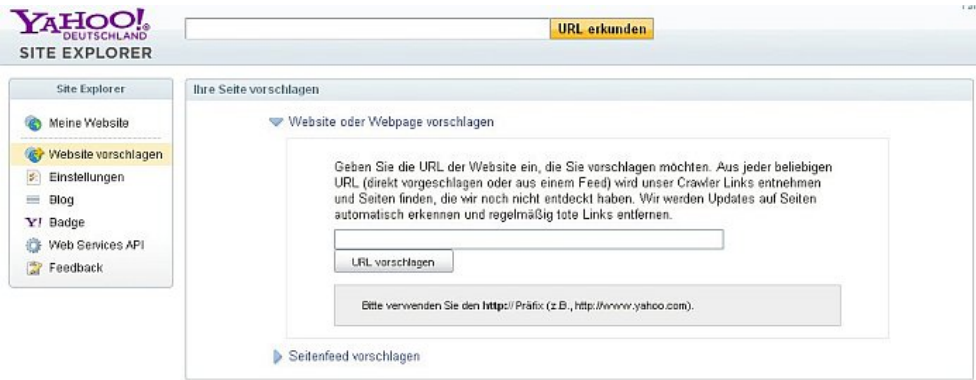 YAHOO!®
DEUTSCHLAND
SITE EXPLORER
URL erkunden
Site Explorer
Meine Website
Website vorschlagen
Einstellungen
Blog
Y! Badge
Web Services API
Feedback
Ihre Seite vorschlagen
Website oder Webpage vorschlagen
Geben Sie die URL der Website ein, die Sie vorschlagen möchten. Aus jeder beliebigen
URL (direkt vorgeschlagen oder aus einem Feed) wird unser Crawler Links entnehmen
und Seiten finden, die wir noch nicht entdeckt haben. Wir werden Updates auf Seiten
automatisch erkennen und regelmäßig tote Links entfernen.
URL vorschlagen
Bitte verwenden Sie den http:// Präfix (z.B., http://www.yahoo.com).
Seitenfeed vorschlagen